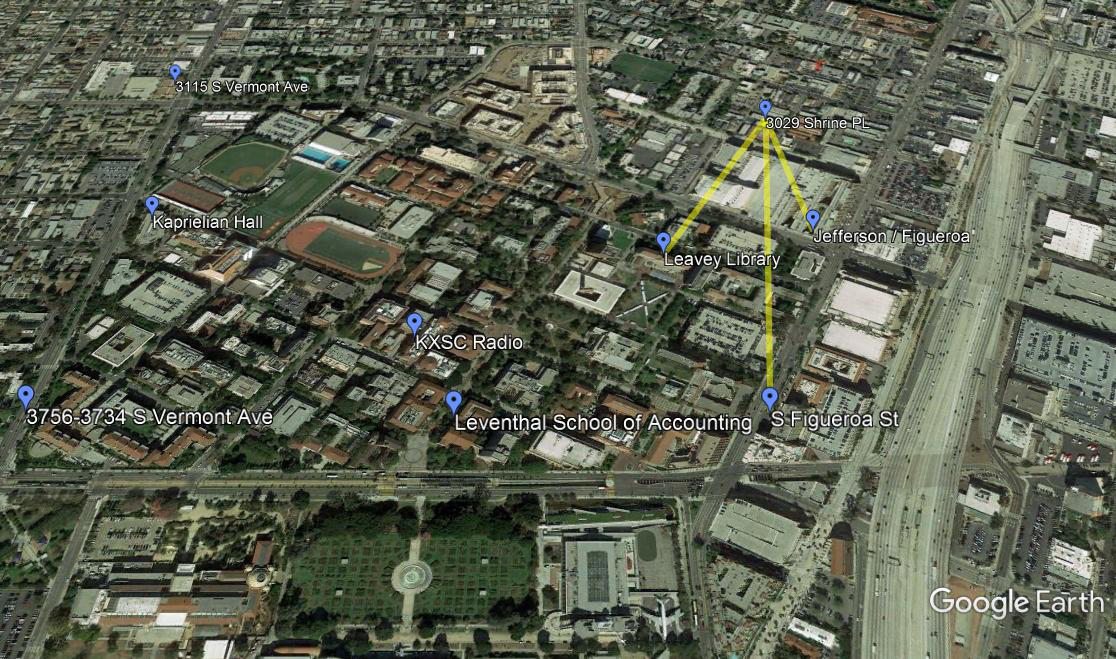 3115 S Vermont Ave
3029 Shrine PL
Kaprielian Hall
Jefferson / Figueroa
Leavey Library
KXSC Radio
3756-3734 S Vermont Ave
Leventhal School of Accounting
S Figueroa St
Google Earth